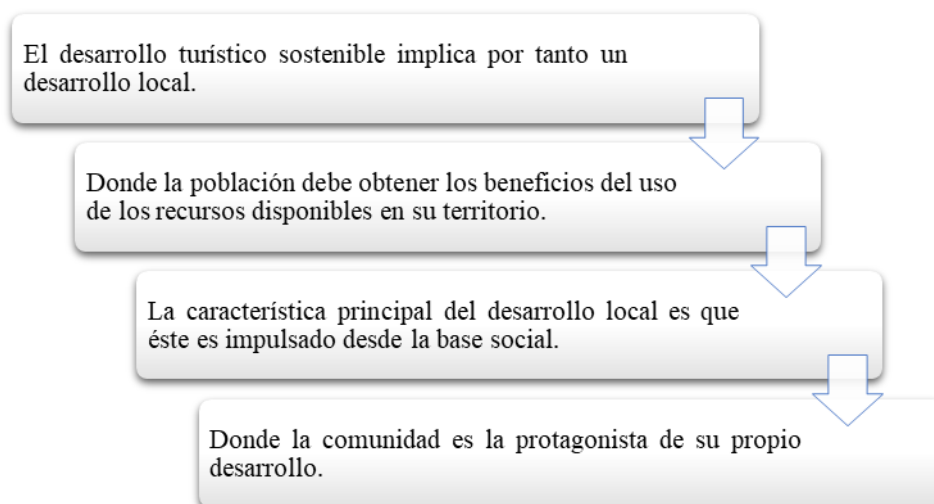 El desarrollo turístico sostenible implica por tanto un
desarrollo local.
Donde la población debe obtener los beneficios del uso
de los recursos disponibles en su territorio.
La característica principal del desarrollo local es que
éste es impulsado desde la base social.
Donde la comunidad es la protagonista de su propio
desarrollo.